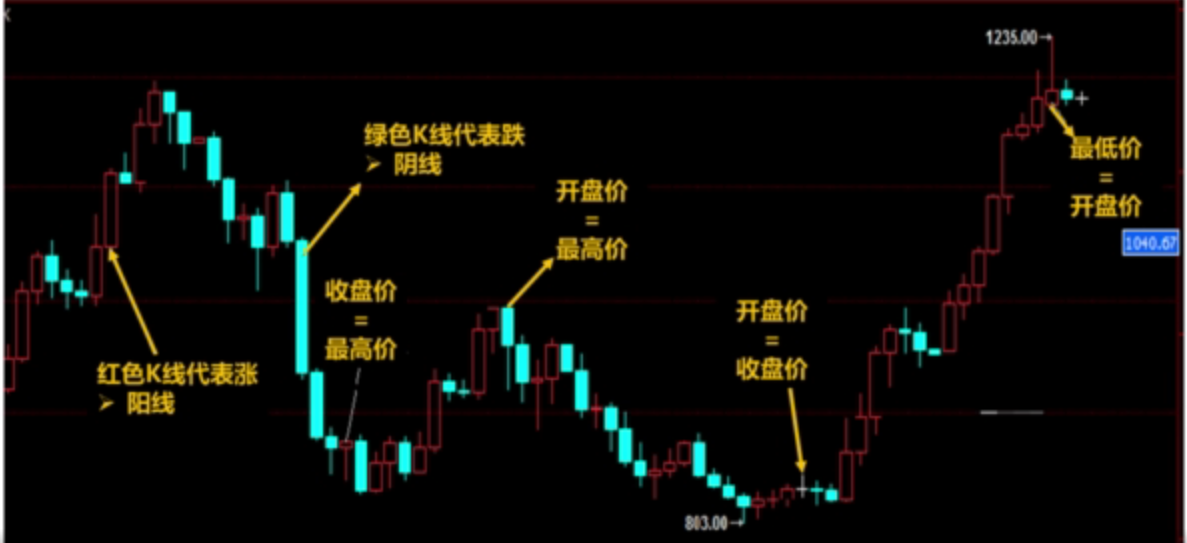 1235.00→
绿色K线代表跌
➢ 阴线
开盘价
=
最高价
最低价
=
开盘价
1040.67
收盘价
=
最高价
开盘价
=
收盘价
红色K线代表涨
➢ 阳线
803.00→